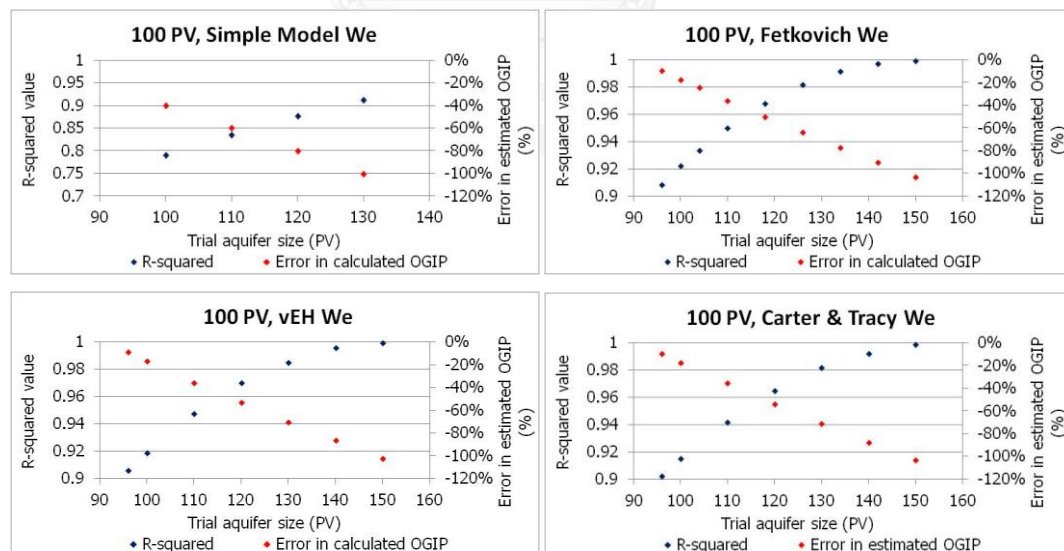 100 PV, Simple Model We
R-squared value
1
0.95
0.9
0.85
0.8
0.75
0.7
0%
-20%
-40%
-60%
-80%
-100%
-120%
Error in estimated OGIP
(%)
90 100 110 120 130 140
Trial aquifer size (PV)
R-squared Error in calculated OGIP
100 PV, Fetkovich We
R-squared value
1
0.98
0.96
0.94
0.92
0.9
0%
-20%
-40%
-60%
-80%
-100%
-120%
Error in estimated OGIP
(%)
90 100 110 120 130 140 150 160
Trial aquifer size (PV)
R-squared Error in calculated OGIP
100 PV, vEH We
R-squared value
1
0.98
0.96
0.94
0.92
0.9
0%
-20%
-40%
-60%
-80%
-100%
-120%
Error in estimated OGIP
(%)
90 100 110 120 130 140 150 160
Trial aquifer size (PV)
R-squared Error in calculated OGIP
100 PV, Carter & Tracy We
R-squared value
1
0.98
0.96
0.94
0.92
0.9
0%
-20%
-40%
-60%
-80%
-100%
-120%
Error in estimated OGIP
(%)
90 100 110 120 130 140 150 160
Trial aquifer size (PV)
R-squared Error in estimated OGIP